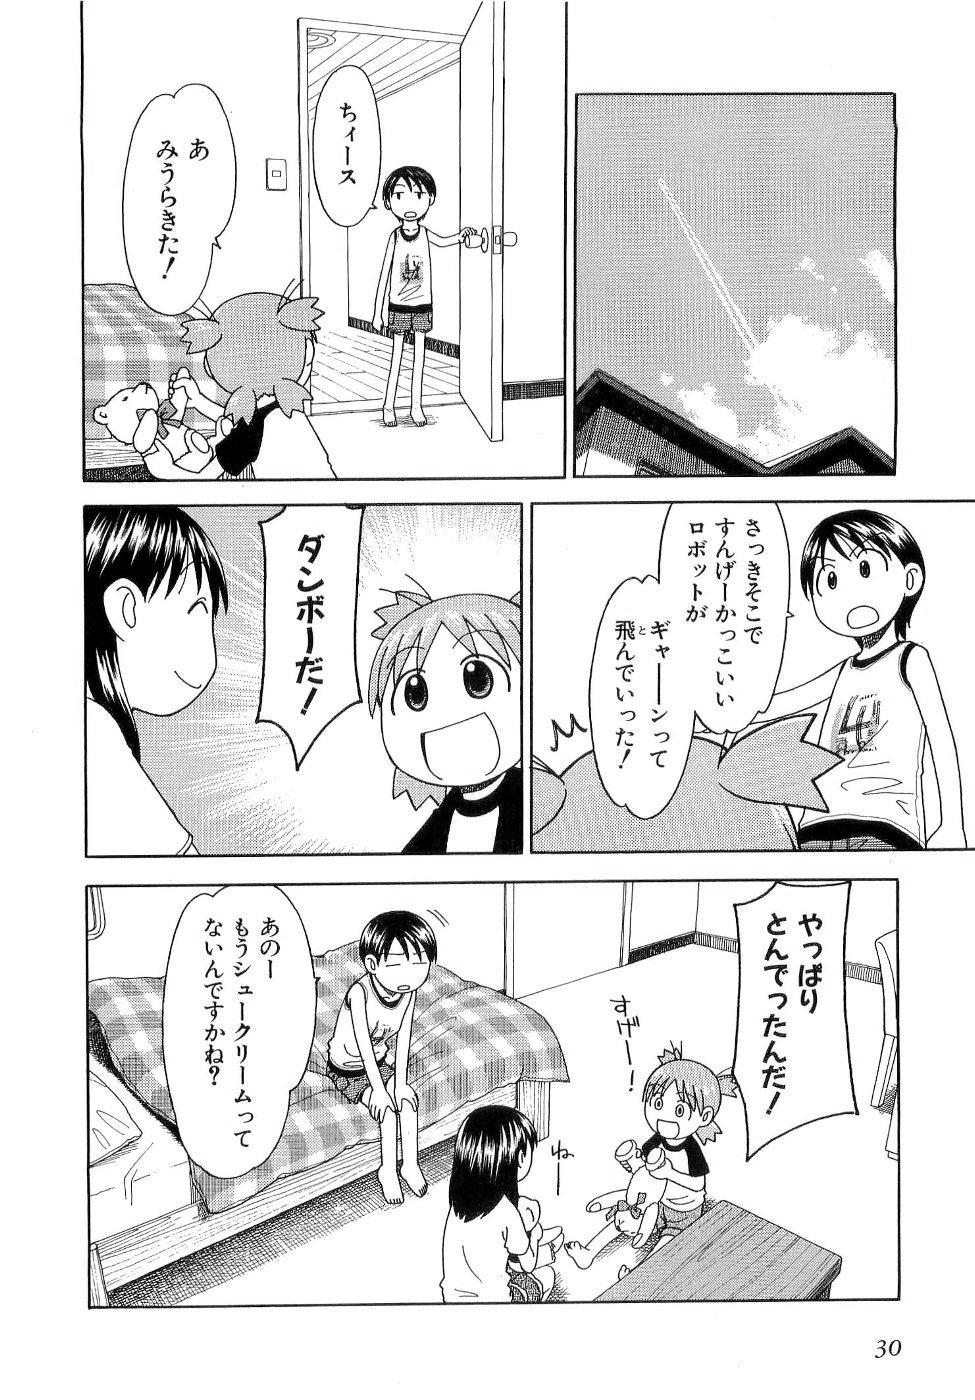 ちィース
あ
みうらきた！
さっきそこで
すんげーかっこいい
ロボットが
ギャーーンって
飛んでいった！
と
ダンボーだ！
やっぱり
とんでったんだ！
すげー！
ねー
あのー
もうシュークリームって
ないんですかね？
30